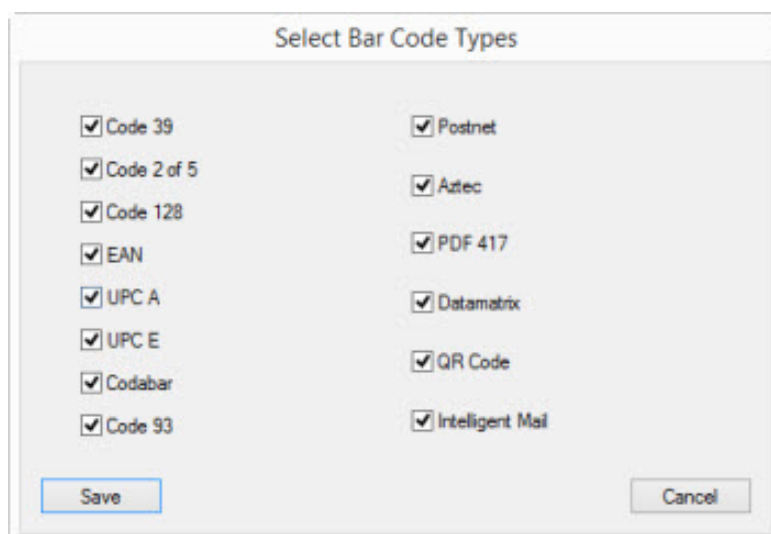 Select Bar Code Types
Code 39
Code 2 of 5
Code 128
EAN
UPC A
UPC E
Codabar
Code 93
Postnet
Aztec
PDF 417
Datamatrix
QR Code
Intelligent Mail
Save
Cancel